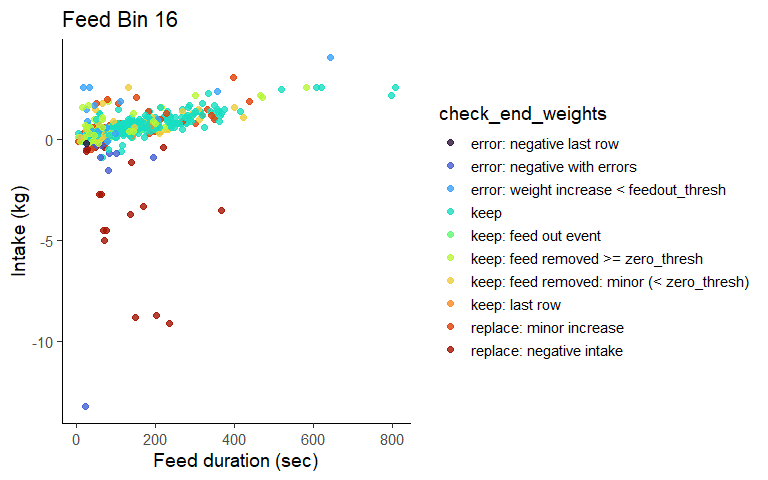 Feed Bin 16
Intake (kg)
0
-5
-10
0
200
400
600
800
Feed duration (sec)
check_end_weights
error: negative last row
error: negative with errors
error: weight increase < feedout_thresh
keep
keep: feed out event
keep: feed removed >= zero_thresh
keep: feed removed: minor (< zero_thresh)
keep: last row
replace: minor increase
replace: negative intake